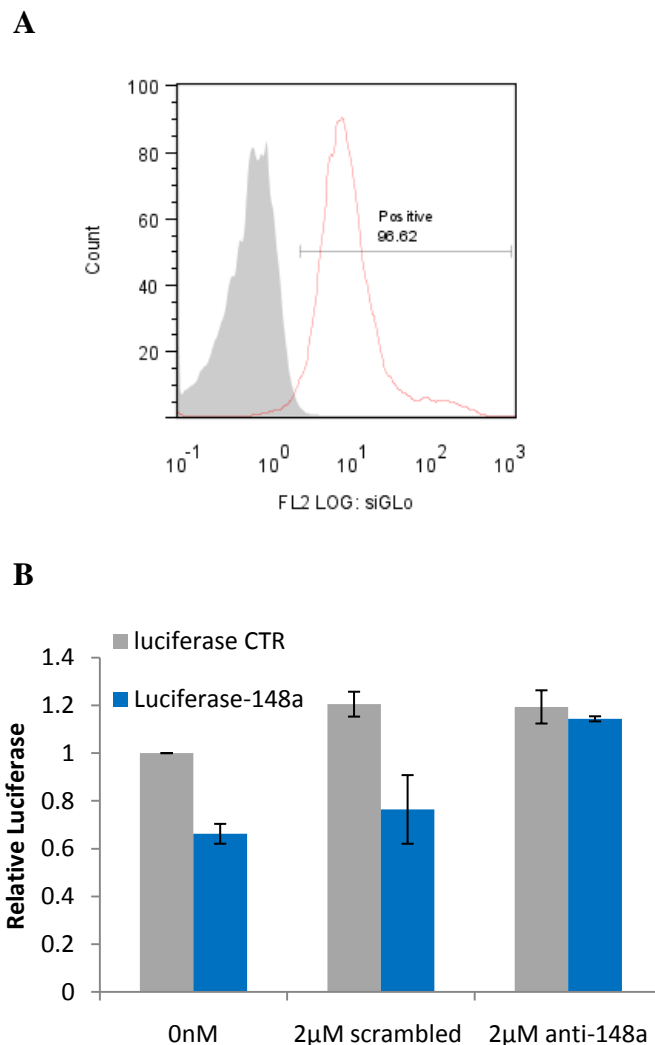 A
100
80
60
40
20
Count
Positive
96.62
10^-1 10^0 10^1 10^2 10^3
FL2 LOG: siGLo
B
luciferase CTR
Luciferase-148a
1.4
1.2
1
0.8
0.6
0.4
0.2
0
Relative Luciferase
0nM 2µM scrambled 2µM anti-148a